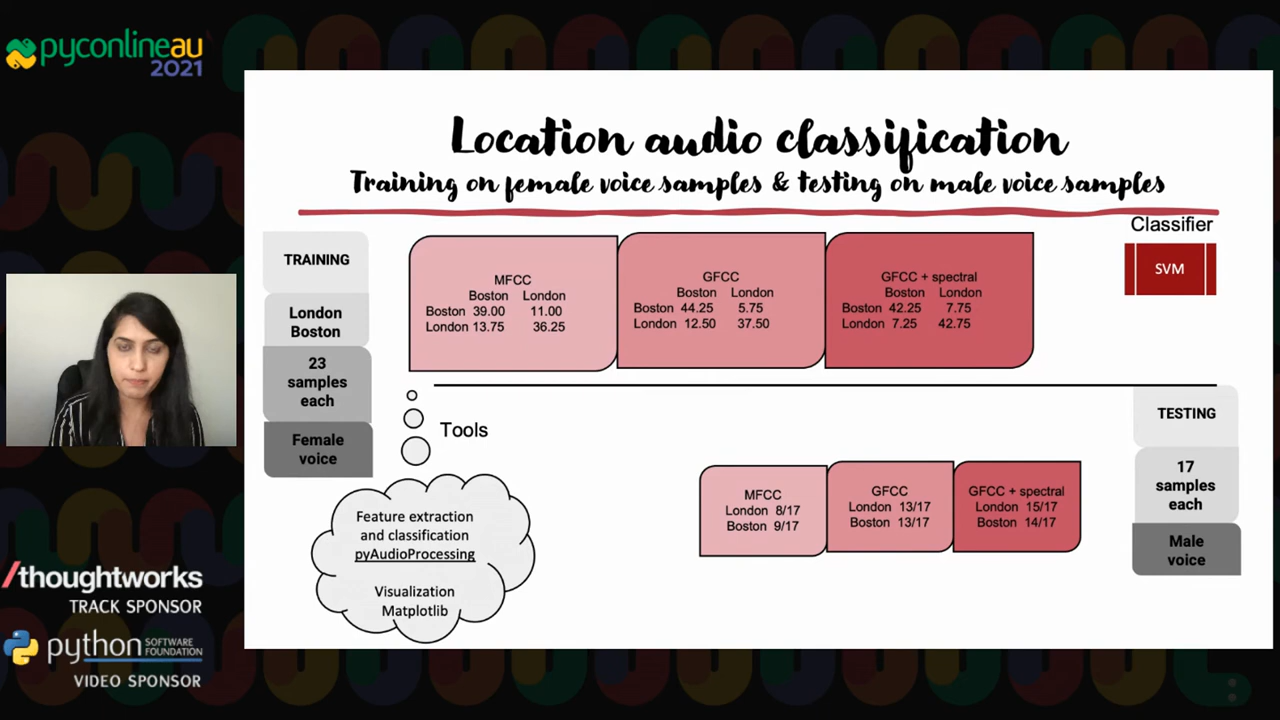 pyconlineau
2021
Location audio classification
Training on female voice samples & testing on male voice samples
Classifier
SVM
TRAINING
London
Boston
23
samples
each
Female
voice
MFCC
Boston London
Boston 39.00 11.00
London 13.75 36.25
GFCC
Boston London
Boston 44.25 5.75
London 12.50 37.50
GFCC + spectral
Boston London
Boston 42.25 7.75
London 7.25 42.75
Tools
Feature extraction
and classification
pyAudioProcessing
Visualization
Matplotlib
MFCC
London 8/17
Boston 9/17
GFCC
London 13/17
Boston 13/17
GFCC + spectral
London 15/17
Boston 14/17
TESTING
17
samples
each
Male
voice
/thoughtworks
TRACK SPONSOR
python SOFTWARE
FOUNDATION
VIDEO SPONSOR